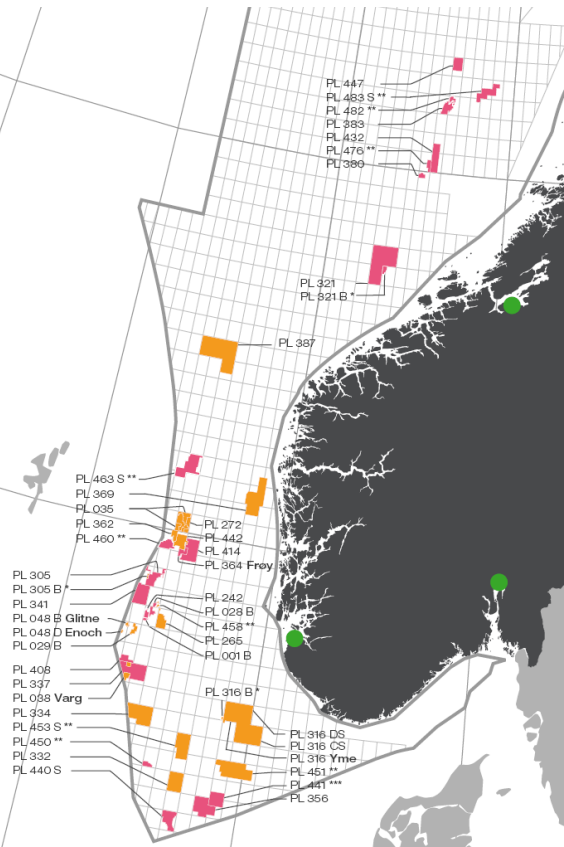 PL 447
PL 483 S **
PL 482 **
PL 383
PL 432
PL 476 **
PL 380
PL 321
PL 321 B *
PL 387
PL 463 S **
PL 369
PL 035
PL 362
PL 460 **
PL 272
PL 442
PL 414
PL 364 Frøy
PL 305
PL 305 B *
PL 341
PL 048 B Glitne
PL 048 D Enoch
PL 029 B
PL 242
PL 028 B
PL 458 **
PL 265
PL 001 B
PL 408
PL 337
PL 038 Varg
PL 334
PL 453 S **
PL 450 **
PL 332
PL 440 S
PL 316 B *
PL 316 DS
PL 316 CS
PL 316 Yme
PL 451 **
PL 441 ***
PL 356